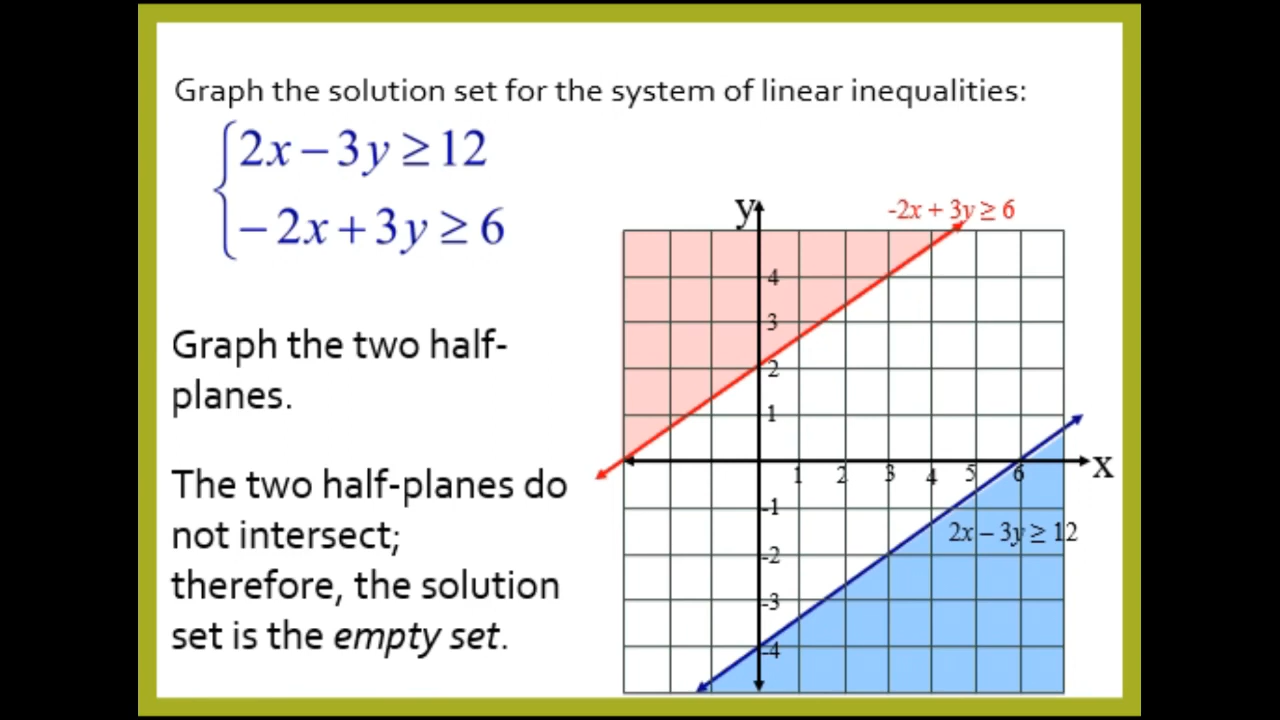 Graph the solution set for the system of linear inequalities:
2x – 3y ≥ 12
– 2x + 3y ≥ 6
Graph the two half-
planes.
The two half-planes do
not intersect;
therefore, the solution
set is the empty set.
y
-2x + 3y ≥ 6
4
3
2
1
1 2 3 4 5 6 x
-1
2x – 3y ≥ 12
-2
-3
-4